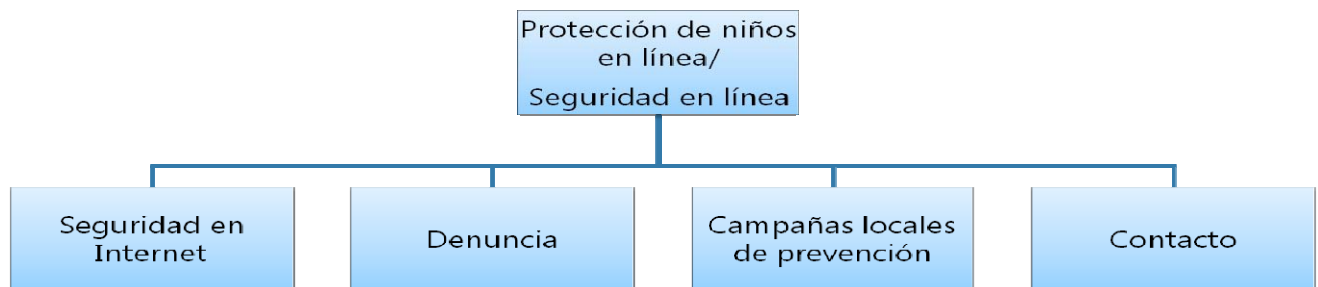 Protección de niños
en línea/
Seguridad en línea
Seguridad en
Internet
Denuncia
Campañas locales
de prevención
Contacto